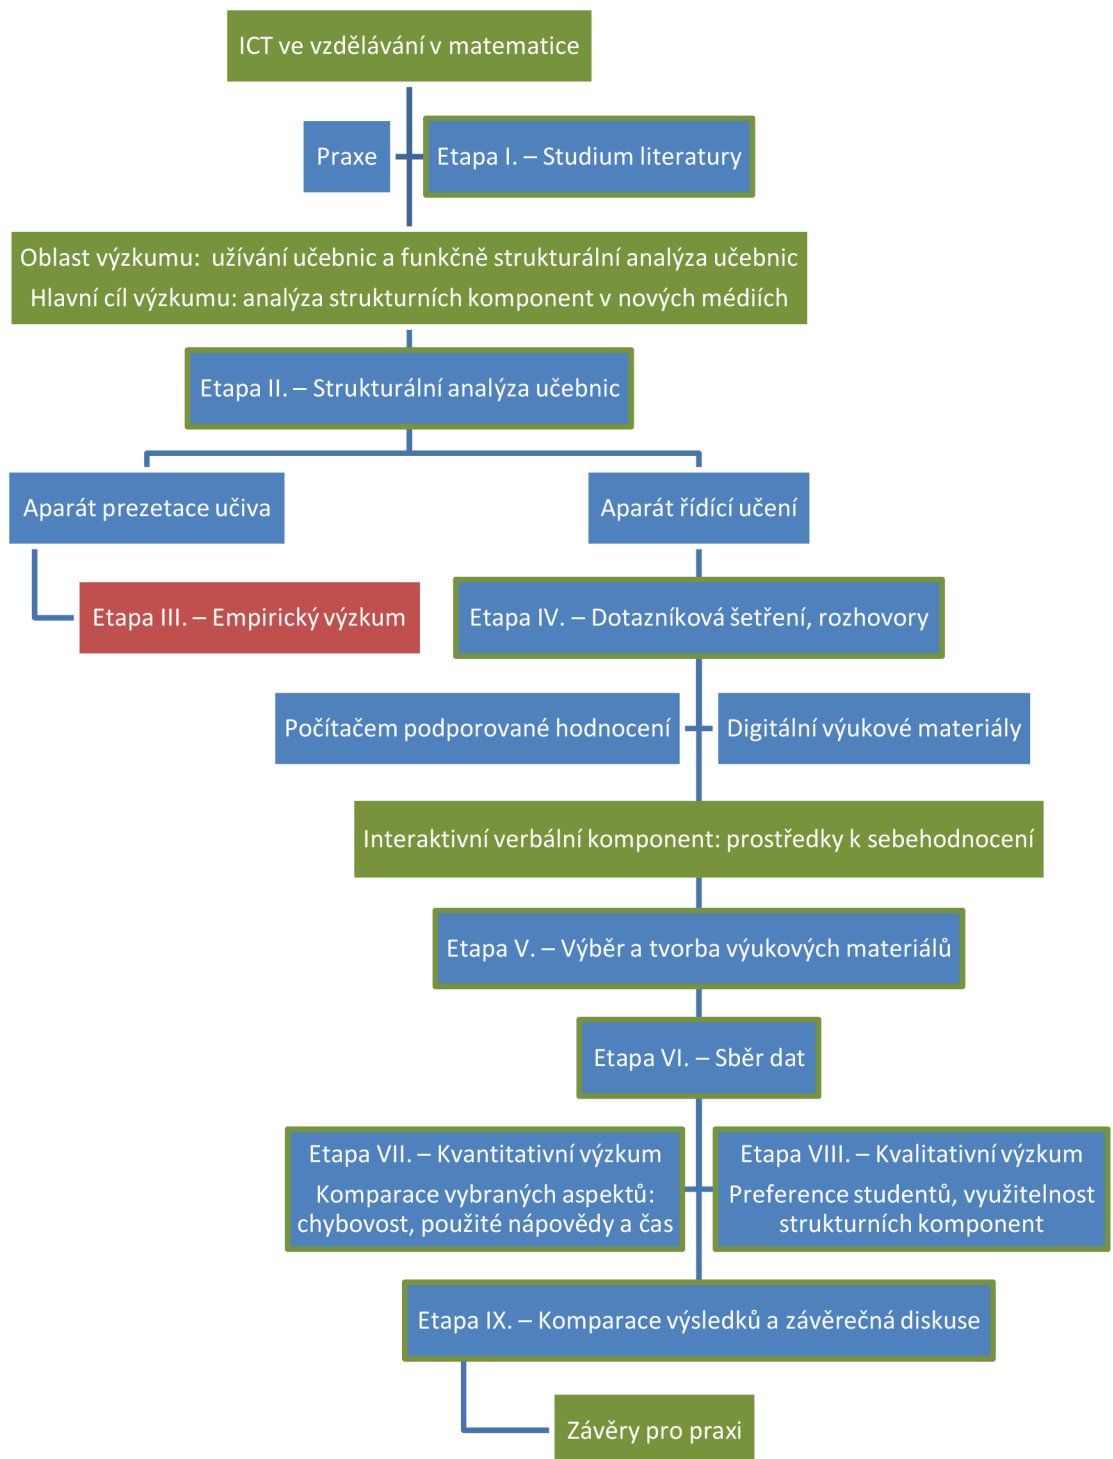 ICT ve vzdělávání v matematice
Praxe
Etapa I. – Studium literatury
Oblast výzkumu:  užívání učebnic a funkčně strukturální analýza učebnic
Hlavní cíl výzkumu: analýza strukturních komponent v nových médiích
Etapa II. – Strukturální analýza učebnic
Aparát prezetace učiva
Aparát řídící učení
Etapa III. – Empirický výzkum
Etapa IV. – Dotazníková šetření, rozhovory
Počítačem podporované hodnocení
Digitální výukové materiály
Interaktivní verbální komponent: prostředky k sebehodnocení
Etapa V. – Výběr a tvorba výukových materiálů
Etapa VI. – Sběr dat
Etapa VII. – Kvantitativní výzkum
Komparace vybraných aspektů:
chybovost, použité nápovědy a čas
Etapa VIII. – Kvalitativní výzkum
Preference studentů, využitelnost
strukturních komponent
Etapa IX. – Komparace výsledků a závěrečná diskuse
Závěry pro praxi